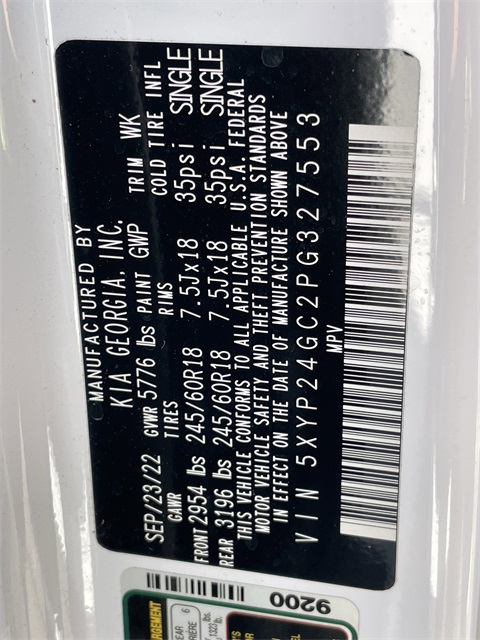 MANUFACTURED BY
KIA GEORGIA, INC.
SEP/23/22 GVWR 5776 lbs PAINT GWP TRIM WK
GAWR TIRES RIMS COLD TIRE INFL
FRONT 2954 lbs 245/60R18 7.5Jx18 35psi SINGLE
REAR 3196 lbs 245/60R18 7.5Jx18 35psi SINGLE
THIS VEHICLE CONFORMS TO ALL APPLICABLE U.S.A. FEDERAL
MOTOR VEHICLE SAFETY AND THEFT PREVENTION STANDARDS
IN EFFECT ON THE DATE OF MANUFACTURE SHOWN ABOVE
VIN 5XYP24GC2PG327553
MPV
9200